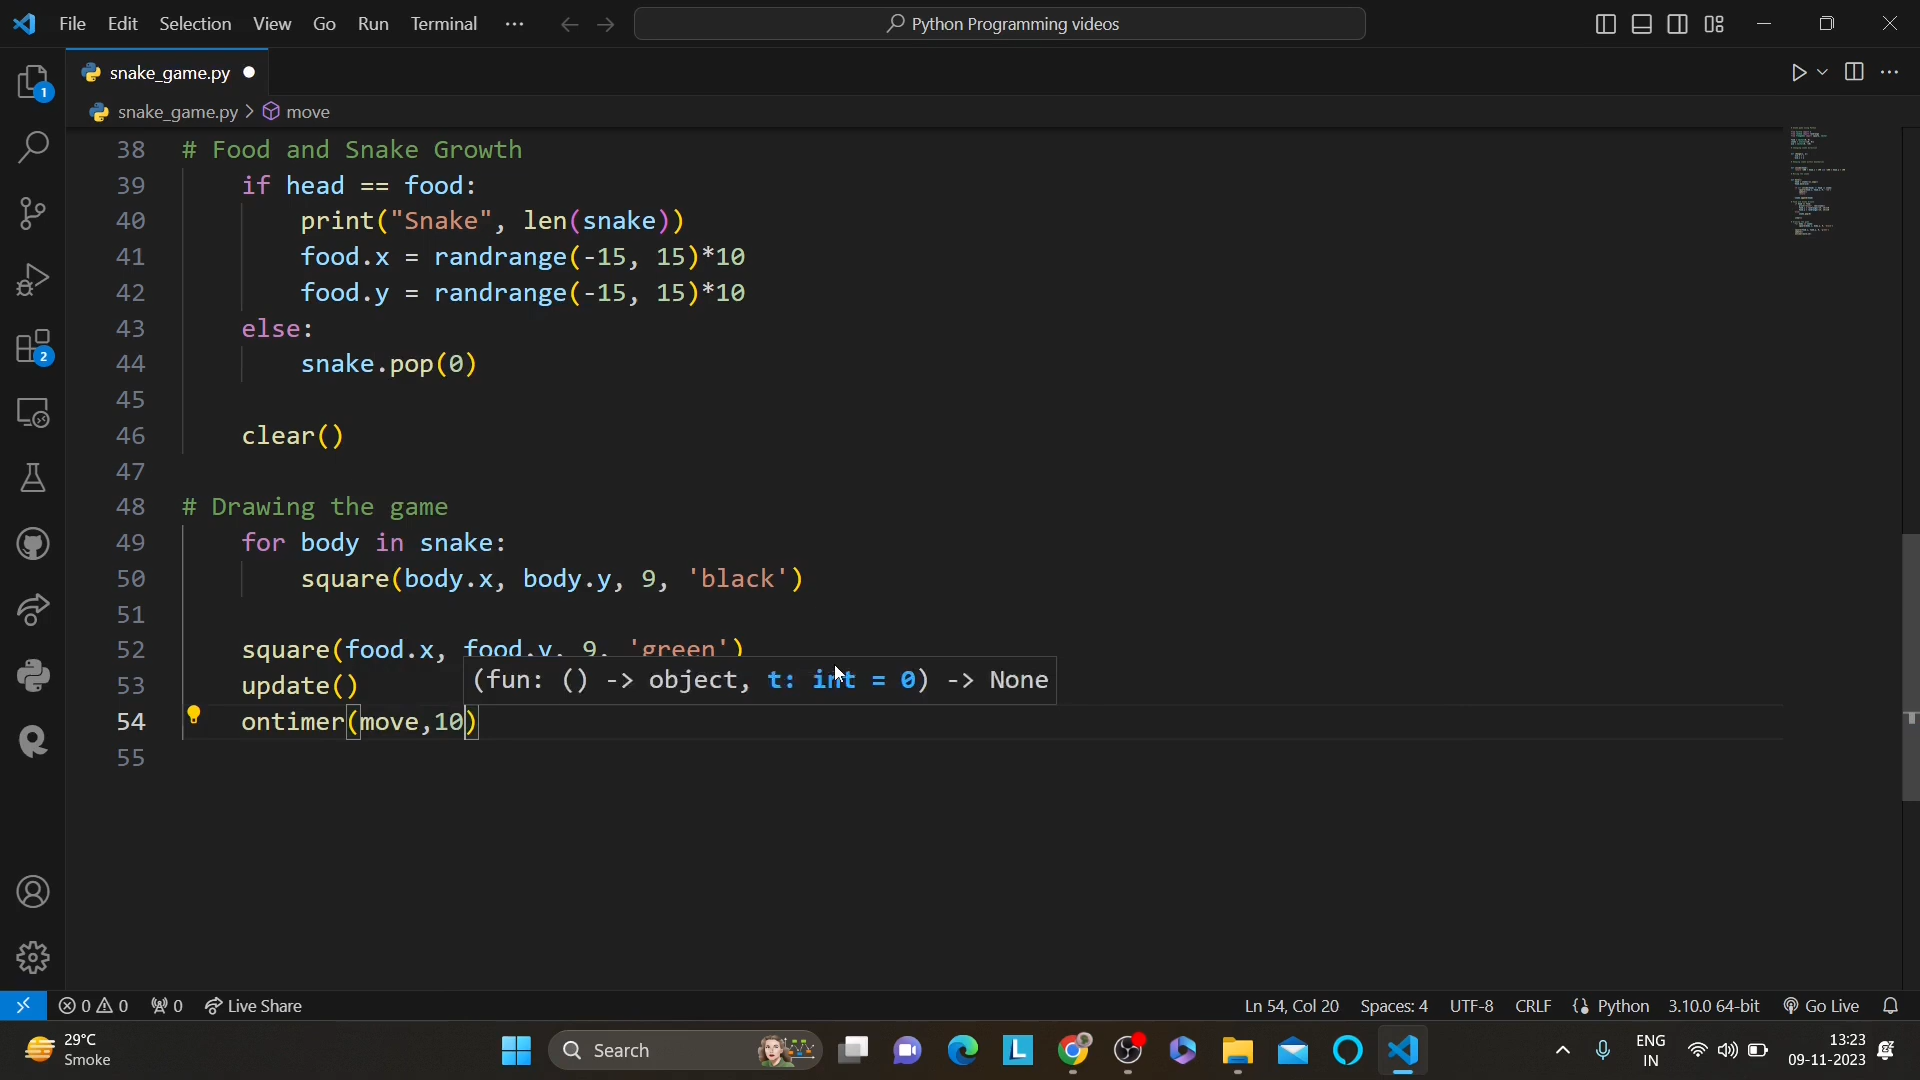 File Edit Selection View Go Run Terminal ··· Python Programming videos
snake_game.py
snake_game.py > move
38 # Food and Snake Growth
39 if head == food:
40 print("Snake", len(snake))
41 food.x = randrange(-15, 15)*10
42 food.y = randrange(-15, 15)*10
43 else:
44 snake.pop(0)
45
46 clear()
47
48 # Drawing the game
49 for body in snake:
50 square(body.x, body.y, 9, 'black')
51
52 square(food.x, food.y, 9, 'green')
(fun: () -> object, t: int = 0) -> None
53 update()
54 ontimer(move,10)
55
1
2
0 0 0 Live Share Ln 54, Col 20 Spaces: 4 UTF-8 CRLF Python 3.10.0 64-bit Go Live
29°C
Smoke
Search
ENG
IN
13:23
09-11-2023